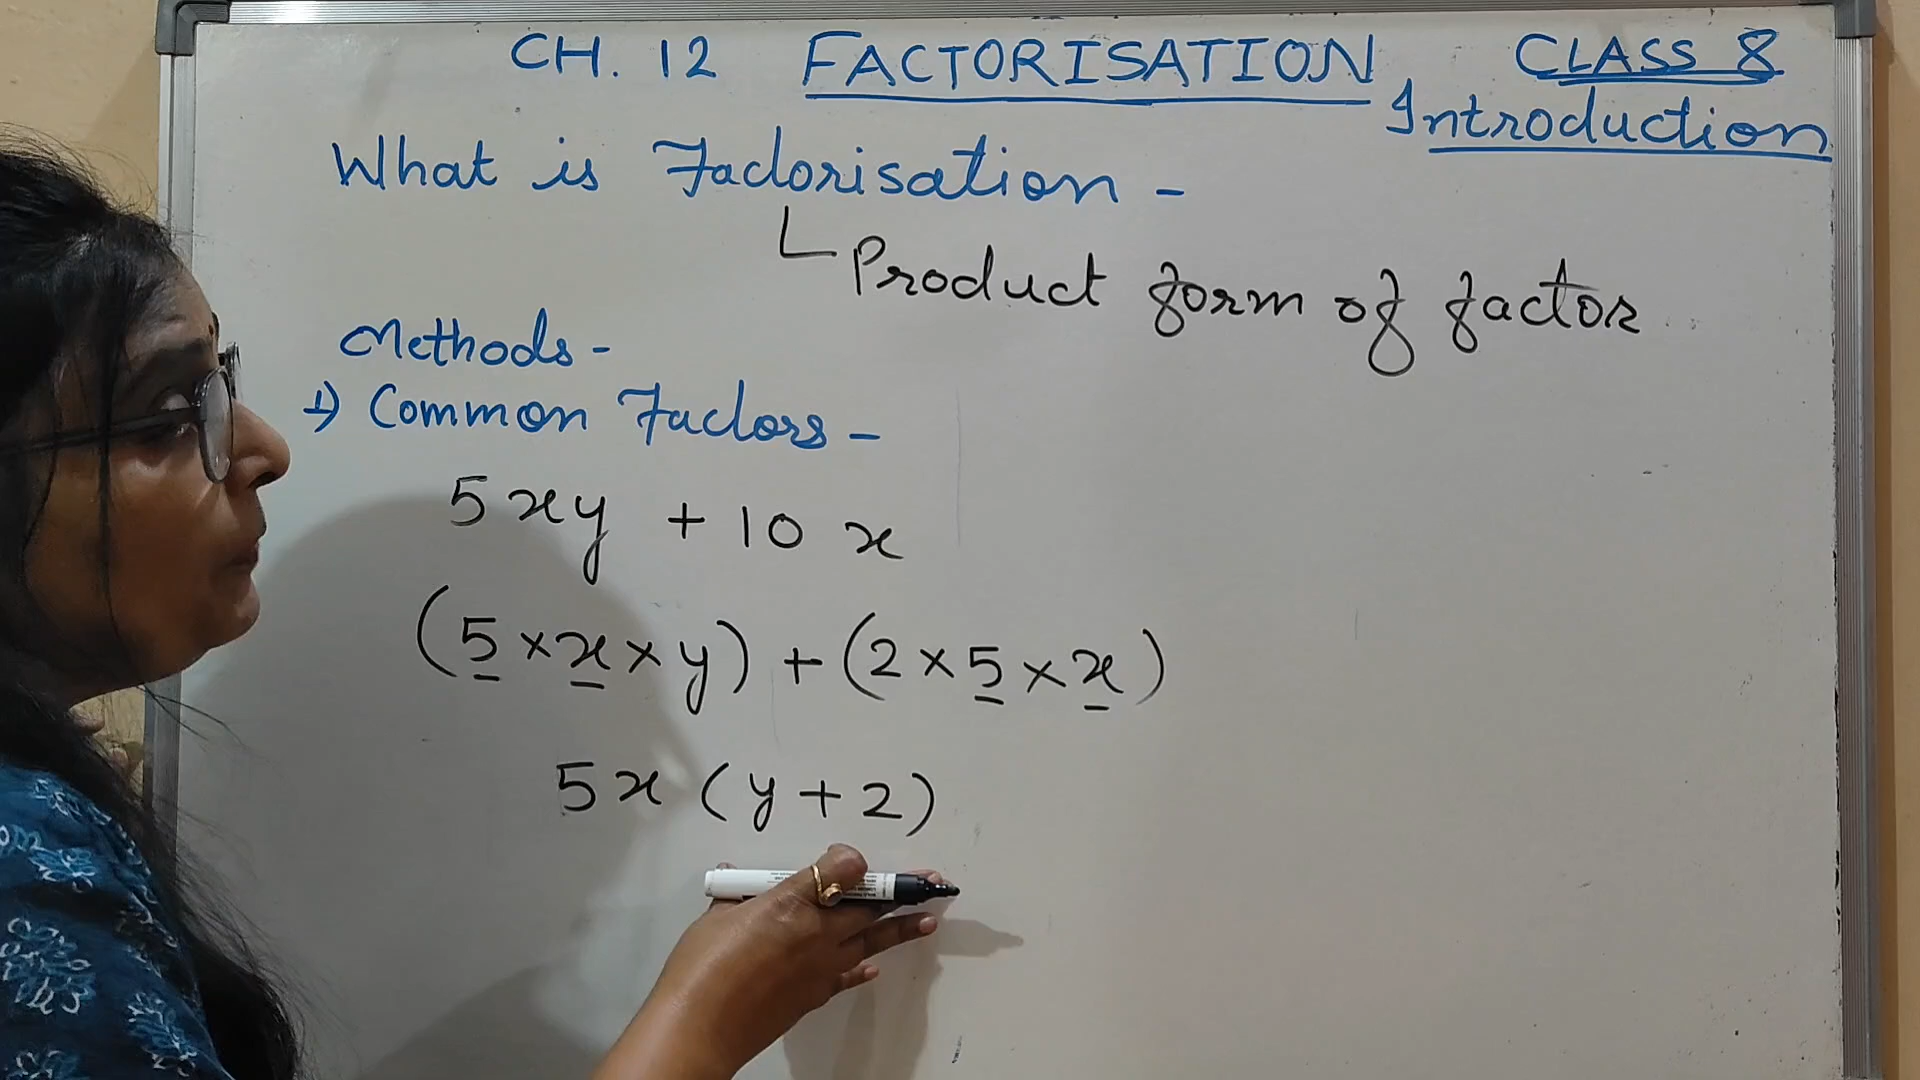 CH. 12 FACTORISATION CLASS 8
Introduction
What is Factorisation -
Product form of factor
Methods -
1) Common Factors -
5xy + 10x
(5×x×y) + (2×5×x)
5x(y+2)